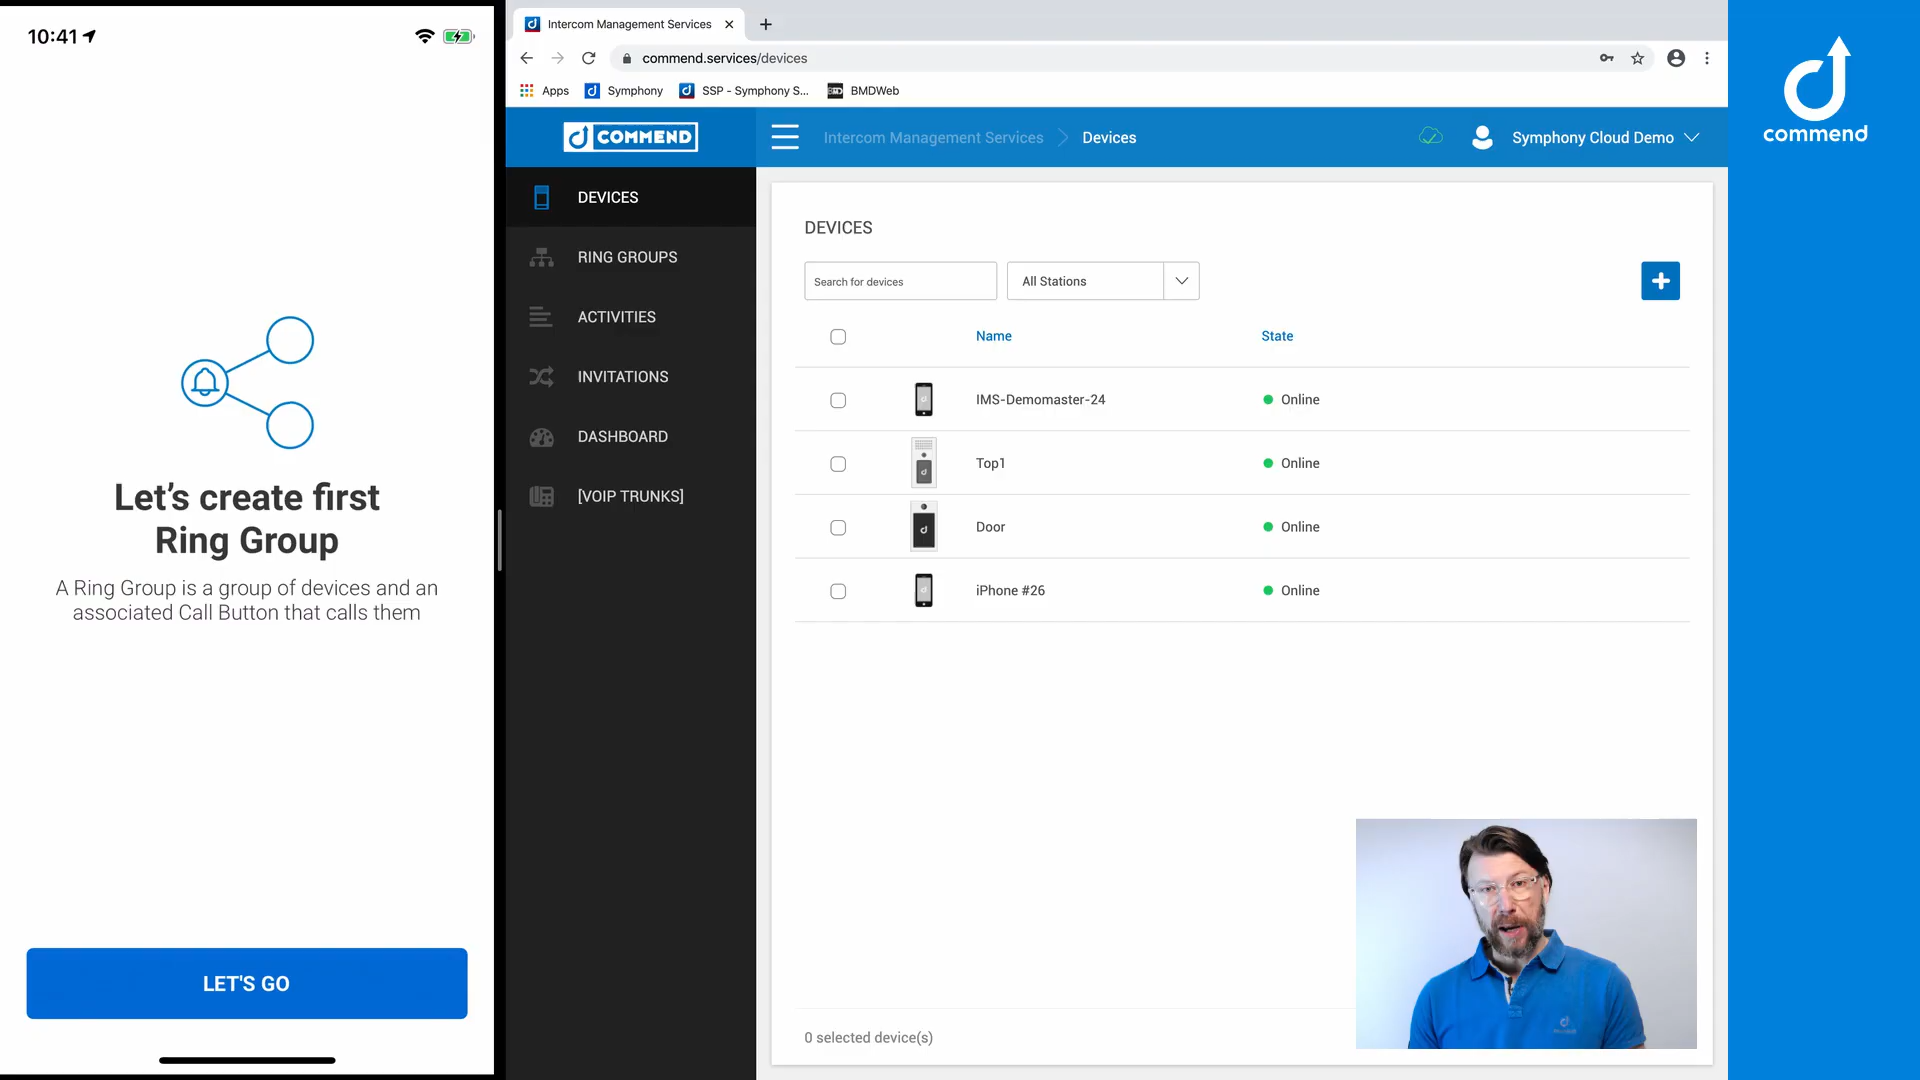 10:41
Let's create first
Ring Group
A Ring Group is a group of devices and an
associated Call Button that calls them
LET'S GO
Intercom Management Services
commend.services/devices
Apps
Symphony
SSP - Symphony S...
BMDWeb
COMMEND
Intercom Management Services
Devices
Symphony Cloud Demo
DEVICES
RING GROUPS
ACTIVITIES
INVITATIONS
DASHBOARD
[VOIP TRUNKS]
DEVICES
Search for devices
All Stations
Name
State
IMS-Demomaster-24
Online
Top1
Online
Door
Online
iPhone #26
Online
0 selected device(s)
commend